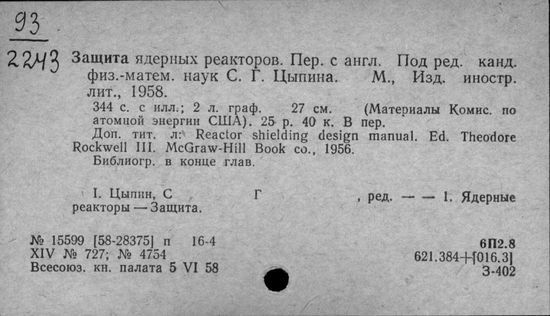 93
2243
Защита ядерных реакторов. Пер. с англ. Под ред. канд.
физ.-матем. наук С. Г. Цыпина. М., Изд. иностр.
лит., 1958.
344 с. с илл.; 2 л. граф. 27 см. (Материалы Комис. по
атомной энергии США). 25 р. 40 к. В пер.
Доп. тит. л: Reactor shielding design manual. Ed. Theodore
Rockwell III. McGraw-Hill Book co., 1956.
Библиогр. в конце глав.
I. Цыпин, С Г , ред. — — 1. Ядерные
реакторы — Защита.
№ 15599 [58-28375] п 16-4
XIV № 727; № 4754
Всесоюз. кн. палата 5 VI 58
6П2.8
621.384+[016.3]
З-402